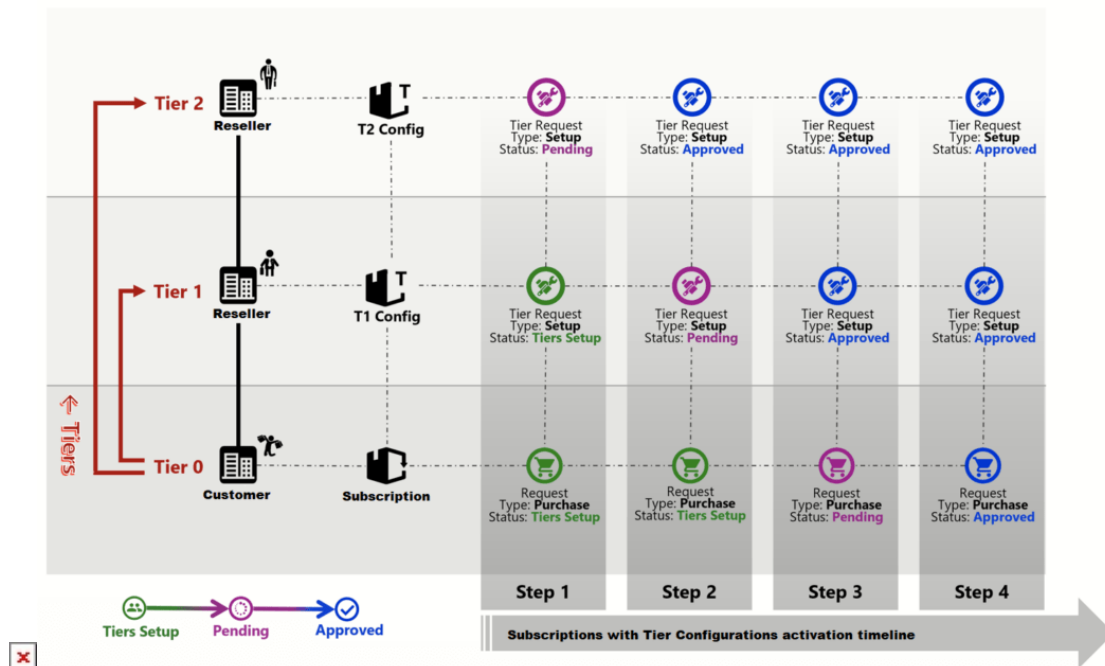 Tier 2
Reseller
T
T2 Config
Tier Request
Type: Setup
Status: Pending
Tier Request
Type: Setup
Status: Approved
Tier Request
Type: Setup
Status: Approved
Tier Request
Type: Setup
Status: Approved
Tier 1
Reseller
T
T1 Config
Tier Request
Type: Setup
Status: Tiers Setup
Tier Request
Type: Setup
Status: Pending
Tier Request
Type: Setup
Status: Approved
Tier Request
Type: Setup
Status: Approved
Tiers
Tier 0
Customer
Subscription
Request
Type: Purchase
Status: Tiers Setup
Request
Type: Purchase
Status: Tiers Setup
Request
Type: Purchase
Status: Pending
Request
Type: Purchase
Status: Approved
Step 1
Step 2
Step 3
Step 4
Tiers Setup
Pending
Approved
Subscriptions with Tier Configurations activation timeline